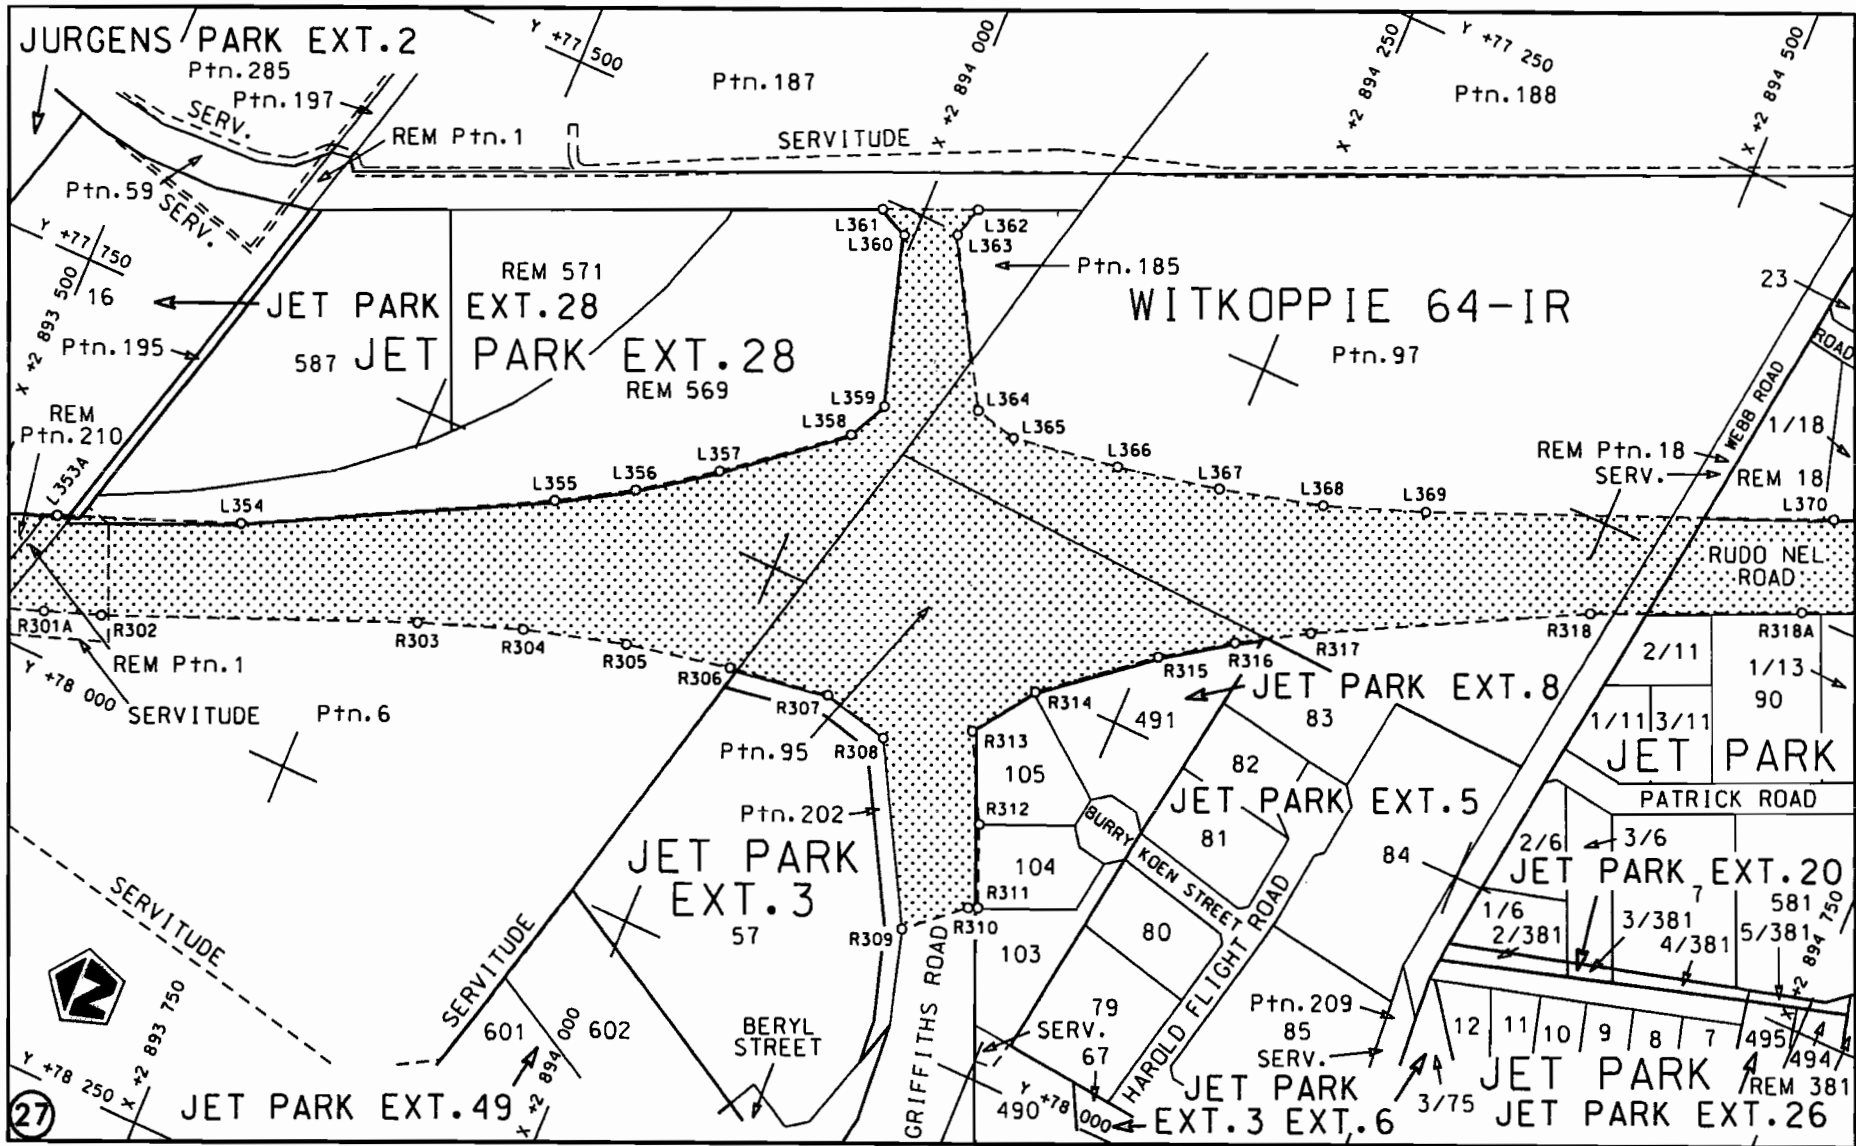 JURGENS PARK EXT.2
Ptn.285
Ptn.197
SERV.
REM Ptn.1
Y +77 500
Ptn.187
SERVITUDE
X +2 894 000
X +2 894 250
Y +77 250
Ptn.188
X +2 894 500
Ptn.59
SERV.
Y +77 750
X +2 893 500
16
Ptn.195
REM
Ptn.210
L353A
REM 571
JET PARK EXT.28
587
JET PARK EXT.28
REM 569
L361
L360
L362
L363
Ptn.185
WITKOPPIE 64-IR
Ptn.97
23
ROAD
WEBB ROAD
1/18
REM Ptn.18
SERV.
REM 18
L354
L355
L356
L357
L358
L359
L364
L365
L366
L367
L368
L369
L370
RUDO NEL
ROAD
R301A
R302
R303
R304
R305
R306
R307
R308
R309
R310
R311
R312
R313
R314
R315
R316
R317
R318
R318A
REM Ptn.1
Y +78 000
SERVITUDE
Ptn.6
Ptn.95
Ptn.202
JET PARK
EXT.3
57
SERVITUDE
SERVITUDE
X +2 893 750
Y +78 250
27
JET PARK EXT.49
601
602
X +2 894 000
BERYL
STREET
GRIFFITHS ROAD
105
104
103
491
JET PARK EXT.8
83
82
JET PARK EXT.5
81
84
BURRY KOEN STREET
80
79
HAROLD FLIGHT ROAD
SERV.
67
490
Y +78 000
Ptn.209
85
SERV.
JET PARK
EXT.3 EXT.6
2/11
1/13
90
1/11
3/11
JET PARK
PATRICK ROAD
2/6
3/6
JET PARK EXT.20
7
581
1/6
2/381
3/381
4/381
5/381
X +2 894 750
12
11
10
9
8
7
495
494
3/75
JET PARK
REM 381
JET PARK EXT.26